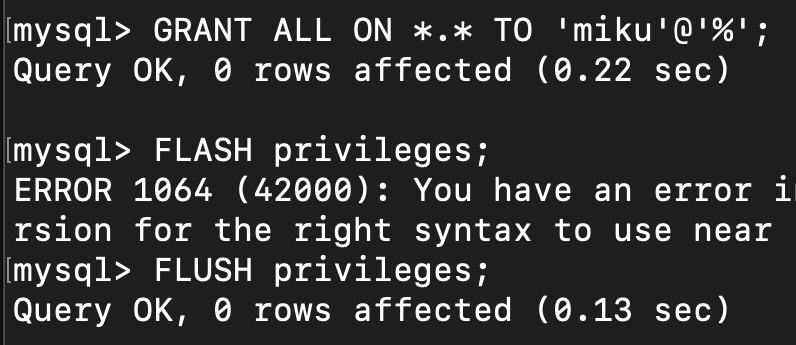 [mysql> GRANT ALL ON *.* TO 'miku'@'%';
Query OK, 0 rows affected (0.22 sec)
[mysql> FLASH privileges;
ERROR 1064 (42000): You have an error
rsion for the right syntax to use near
[mysql> FLUSH privileges;
Query OK, 0 rows affected (0.13 sec)